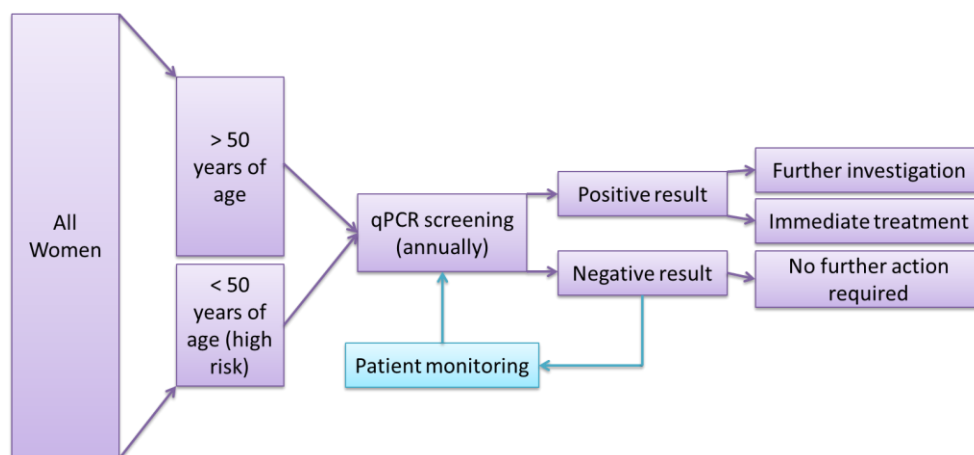 All
Women
> 50
years of
age
< 50
years of
age (high
risk)
qPCR screening
(annually)
Patient monitoring
Positive result
Negative result
Further investigation
Immediate treatment
No further action
required